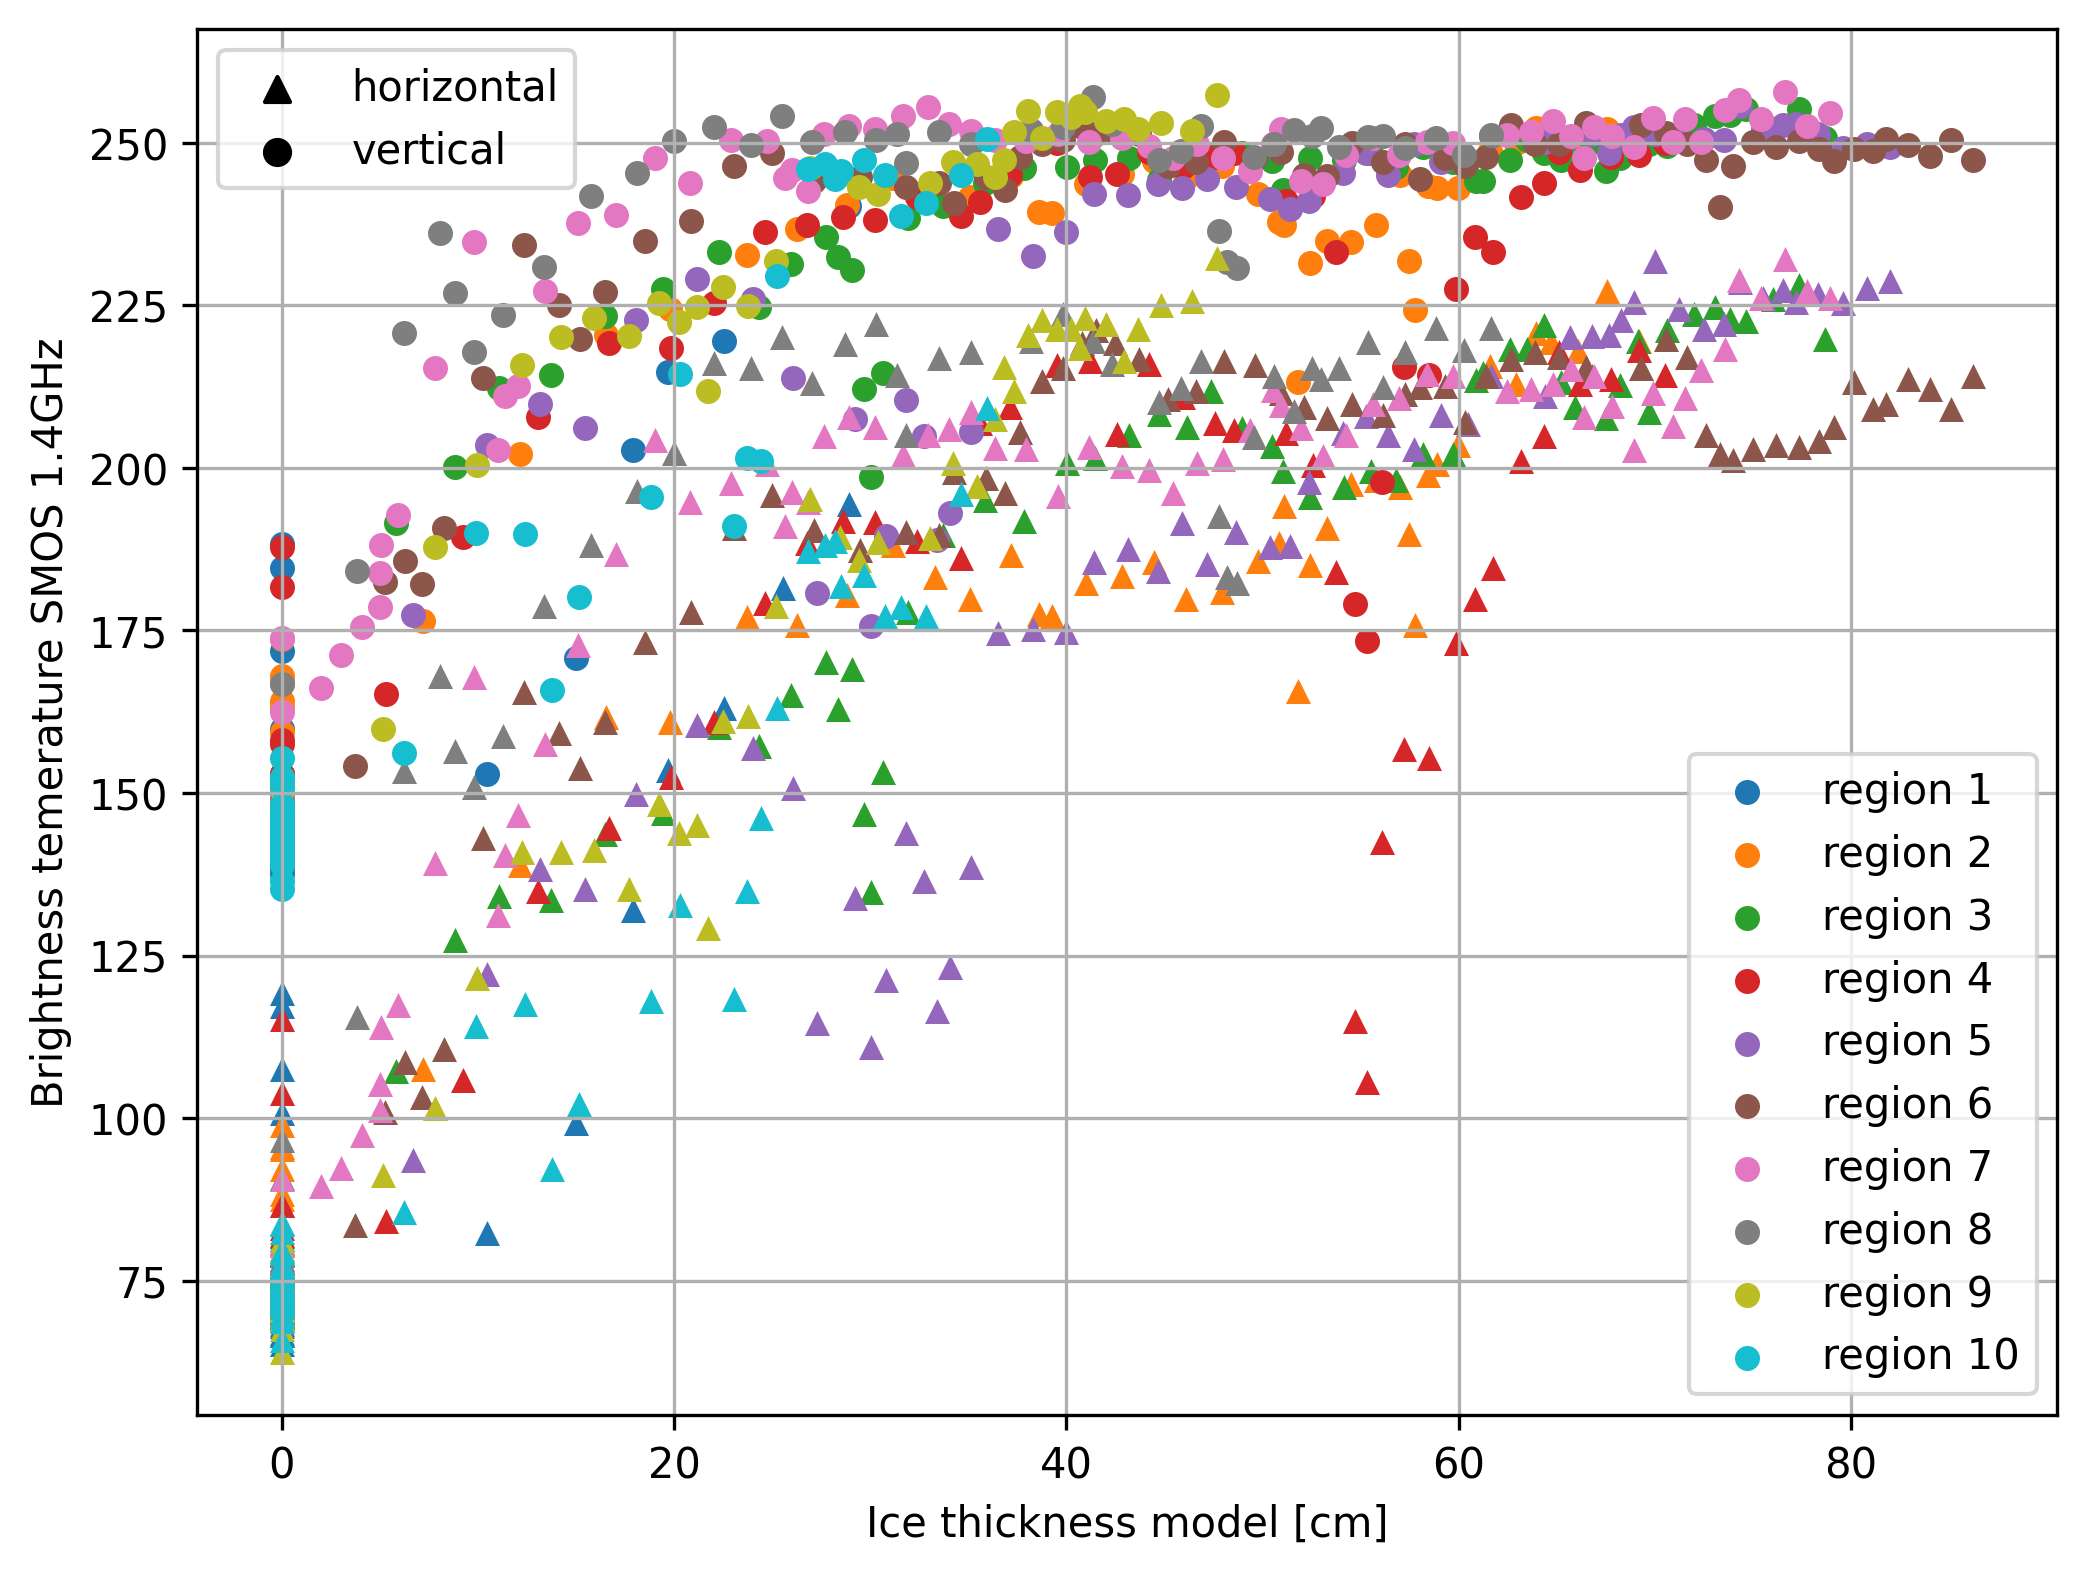 horizontal
vertical
250
225
200
175
150
125
100
75
Brightness temerature SMOS 1.4GHz
region 1
region 2
region 3
region 4
region 5
region 6
region 7
region 8
region 9
region 10
0 20 40 60 80
Ice thickness model [cm]